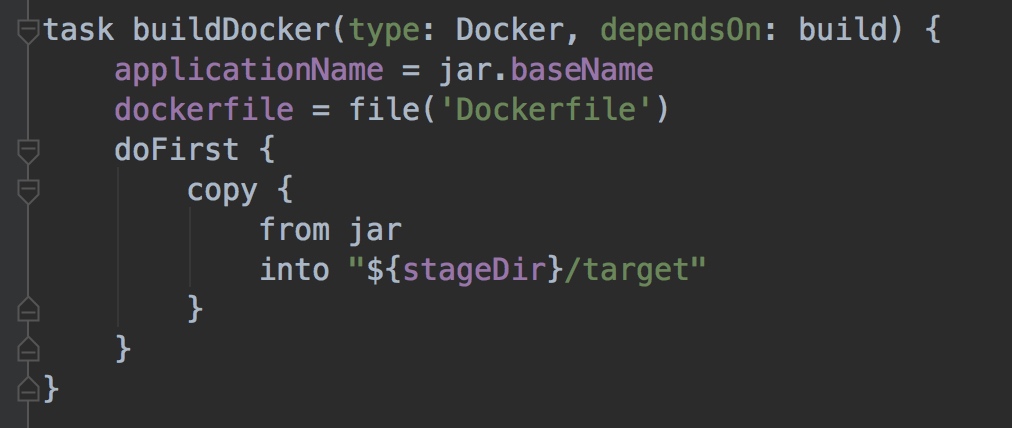 task buildDocker(type: Docker, dependsOn: build) {
    applicationName = jar.baseName
    dockerfile = file('Dockerfile')
    doFirst {
        copy {
            from jar
            into "${stageDir}/target"
        }
    }
}